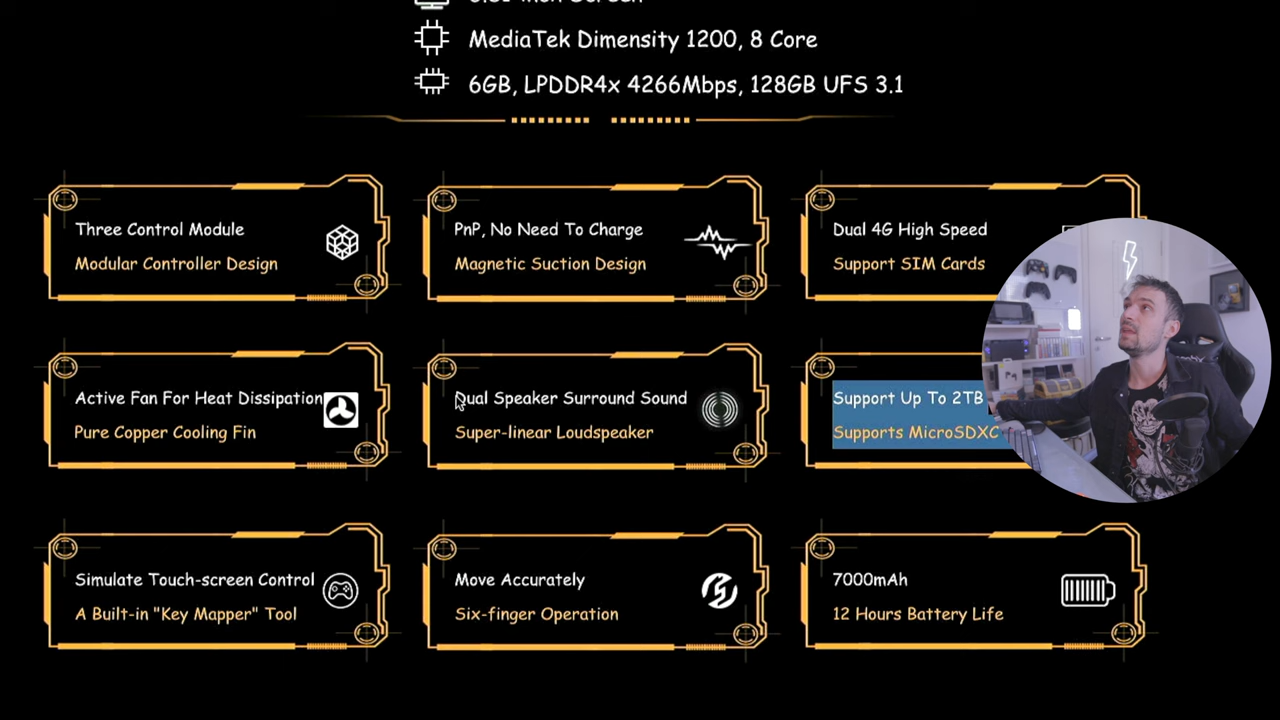 MediaTek Dimensity 1200, 8 Core
6GB, LPDDR4x 4266Mbps, 128GB UFS 3.1
Three Control Module
Modular Controller Design
PnP, No Need To Charge
Magnetic Suction Design
Dual 4G High Speed
Support SIM Cards
Active Fan For Heat Dissipation
Pure Copper Cooling Fin
Dual Speaker Surround Sound
Super-linear Loudspeaker
Support Up To 2TB
Supports MicroSDXC
Simulate Touch-screen Control
A Built-in "Key Mapper" Tool
Move Accurately
Six-finger Operation
7000mAh
12 Hours Battery Life